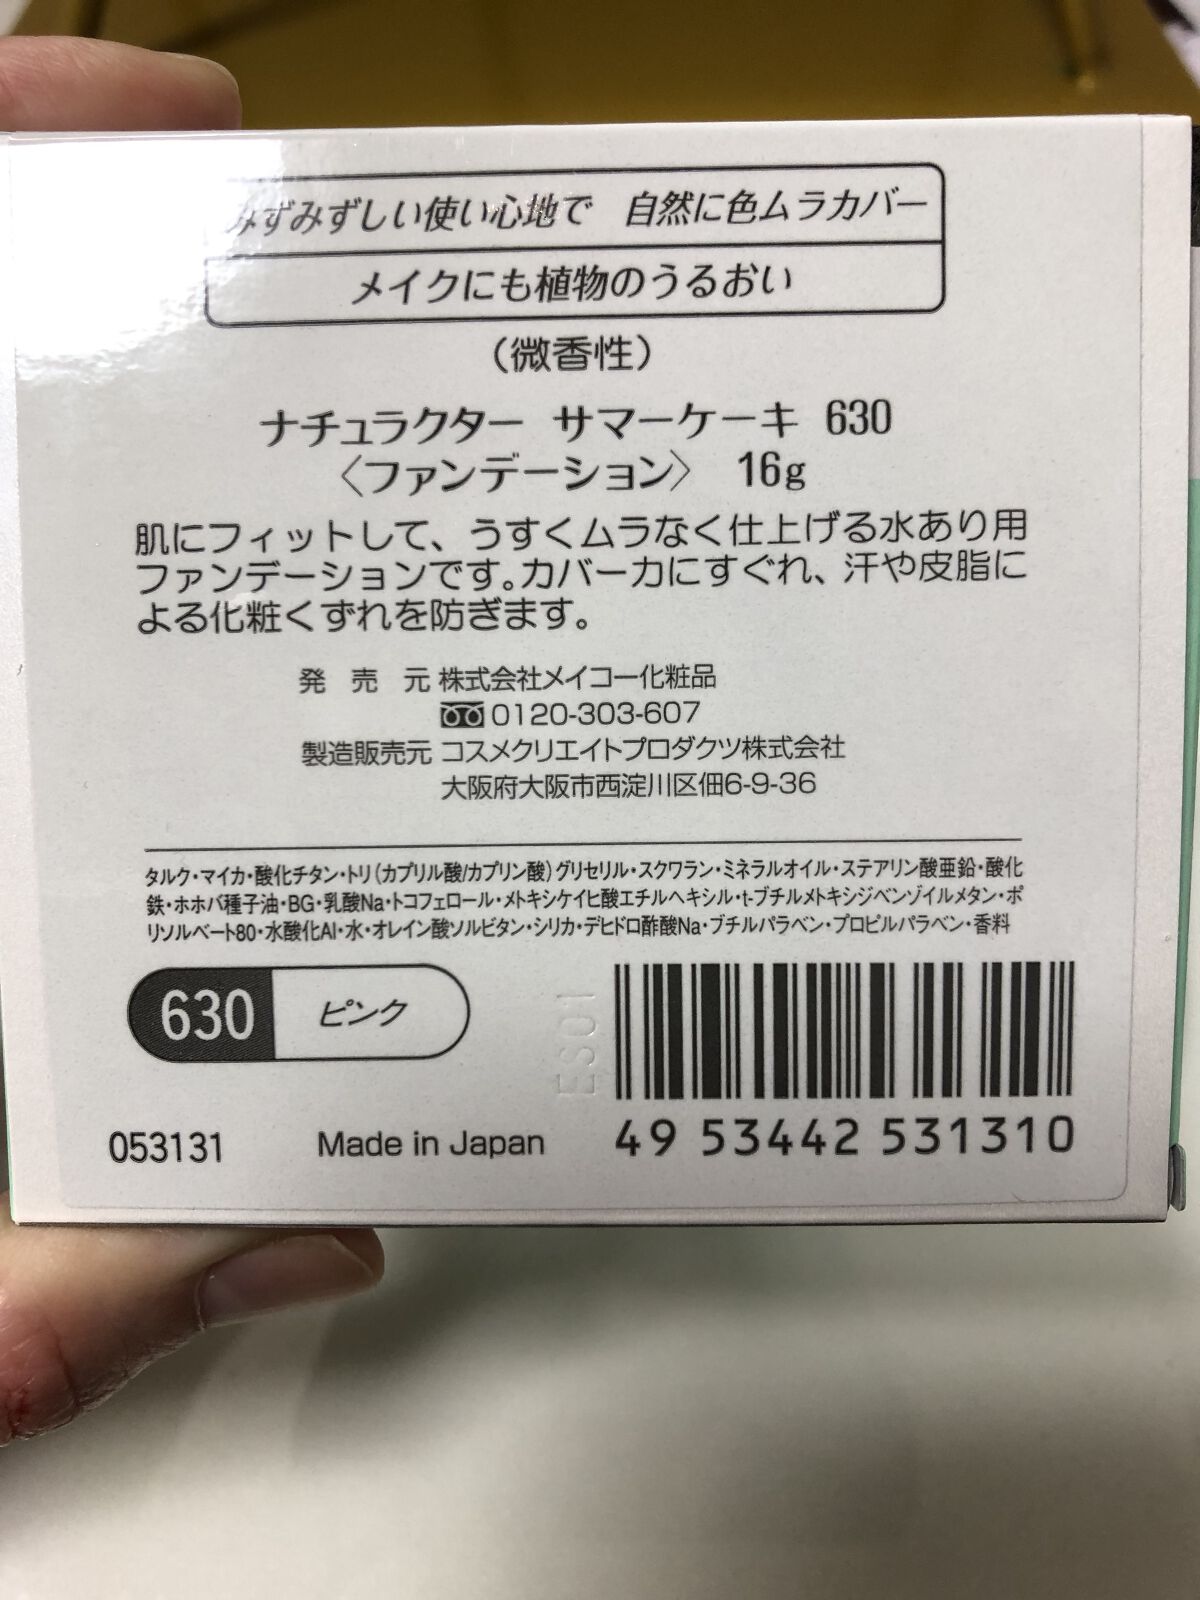 みずみずしい使い心地で 自然に色ムラカバー
メイクにも植物のうるおい
（微香性）
ナチュラクター サマーケーキ 630
〈ファンデーション〉 16g
肌にフィットして、うすくムラなく仕上げる水あり用
ファンデーションです。カバー力にすぐれ、汗や皮脂に
よる化粧くずれを防ぎます。
発売元 株式会社メイコー化粧品
0120-303-607
製造販売元 コスメクリエイトプロダクツ株式会社
大阪府大阪市西淀川区佃6-9-36
タルク・マイカ・酸化チタン・トリ(カプリル酸/カプリン酸)グリセリル・スクワラン・ミネラルオイル・ステアリン酸亜鉛・酸化
鉄・ホホバ種子油・BG・乳酸Na・トコフェロール・メトキシケイヒ酸エチルヘキシル・t-ブチルメトキシジベンゾイルメタン・ポ
リソルベート80・水酸化Al・水・オレイン酸ソルビタン・シリカ・デヒドロ酢酸Na・ブチルパラベン・プロピルパラベン・香料
630 ピンク
ES01
053131 Made in Japan 49 53442 531310